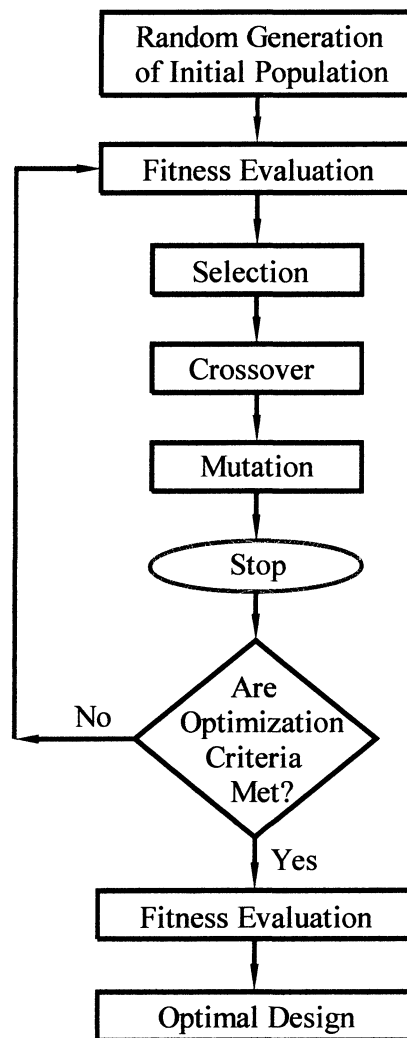 Random Generation
of Initial Population
Fitness Evaluation
Selection
Crossover
Mutation
Stop
Are
Optimization
Criteria
Met?
No
Yes
Fitness Evaluation
Optimal Design